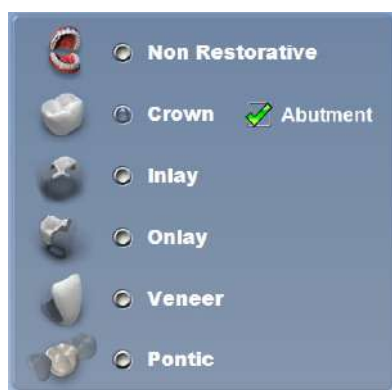 Non Restorative
Crown Abutment
Inlay
Onlay
Veneer
Pontic